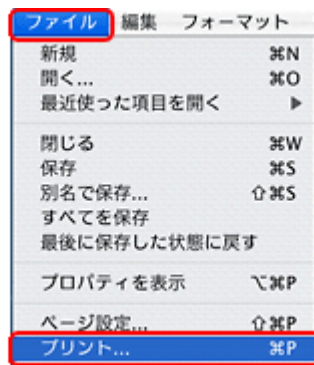 ファイル 編集 フォーマット
新規 ⌘N
開く... ⌘O
最近使った項目を開く ▶
閉じる ⌘W
保存 ⌘S
別名で保存... ⇧⌘S
すべてを保存
最後に保存した状態に戻す
プロパティを表示 ⌥⌘P
ページ設定... ⇧⌘P
プリント... ⌘P